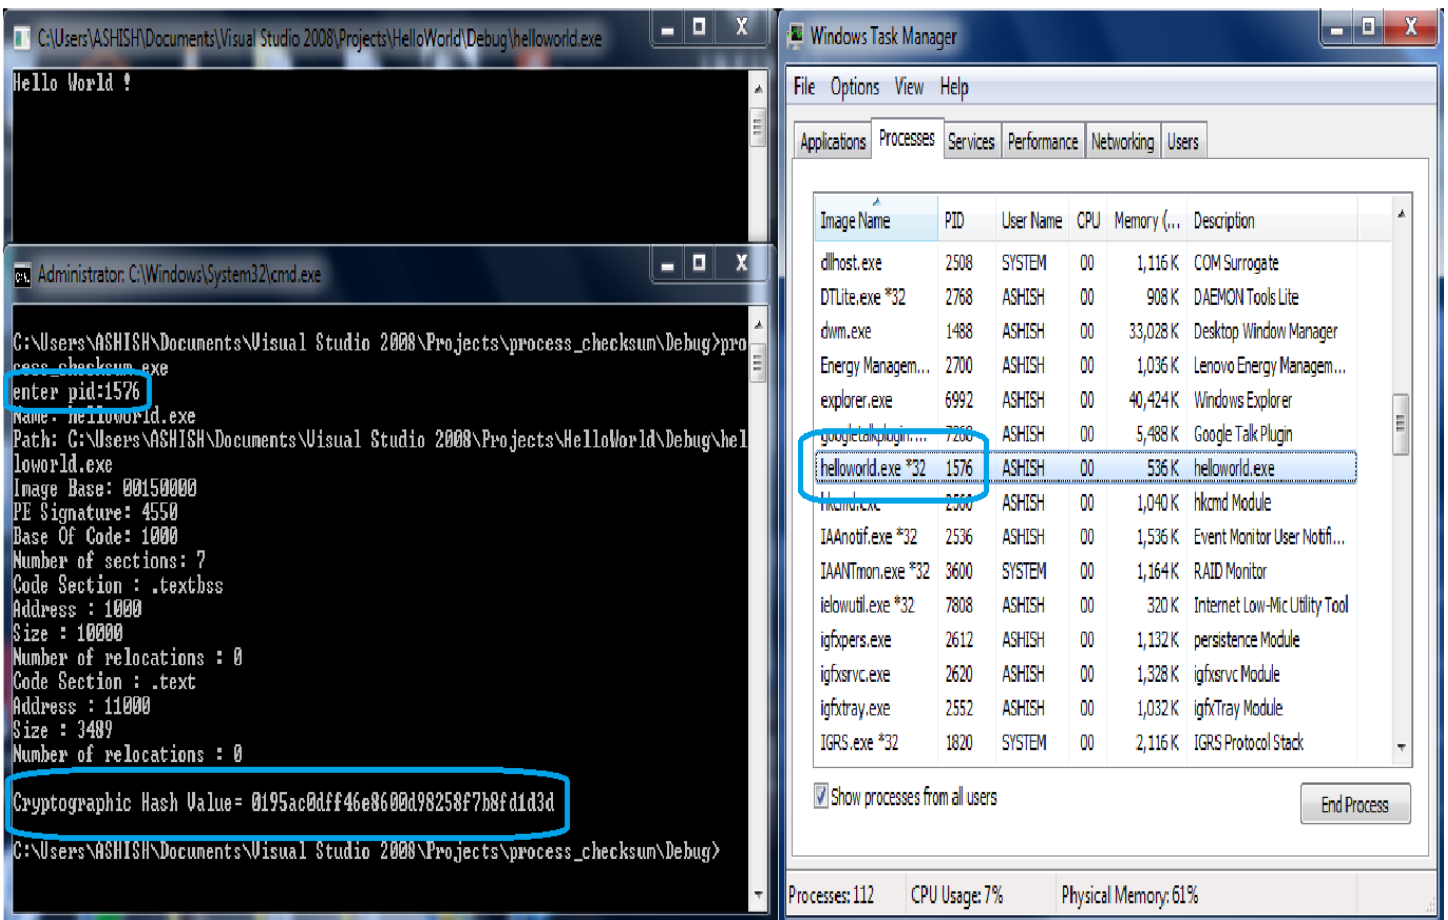 C:\Users\ASHISH\Documents\Visual Studio 2008\Projects\HelloWorld\Debug\helloworld.exe
Hello World !
Administrator: C:\Windows\System32\cmd.exe
C:\Users\ASHISH\Documents\Visual Studio 2008\Projects\process_checksum\Debug>pro
cess_checksum.exe
enter pid:1576
Name: helloworld.exe
Path: C:\Users\ASHISH\Documents\Visual Studio 2008\Projects\HelloWorld\Debug\hel
loworld.exe
Image Base: 00150000
PE Signature: 4550
Base Of Code: 1000
Number of sections: 7
Code Section : .textbss
Address : 1000
Size : 10000
Number of relocations : 0
Code Section : .text
Address : 11000
Size : 3489
Number of relocations : 0
Cryptographic Hash Value= 0195ac0dff46e8600d98258f7b8fd1d3d
C:\Users\ASHISH\Documents\Visual Studio 2008\Projects\process_checksum\Debug>
Windows Task Manager
File Options View Help
Applications Processes Services Performance Networking Users
Image Name PID User Name CPU Memory (... Description
dllhost.exe 2508 SYSTEM 00 1,116 K COM Surrogate
DTLite.exe *32 2768 ASHISH 00 908 K DAEMON Tools Lite
dwm.exe 1488 ASHISH 00 33,028 K Desktop Window Manager
Energy Managem... 2700 ASHISH 00 1,036 K Lenovo Energy Managem...
explorer.exe 6992 ASHISH 00 40,424 K Windows Explorer
googletalkplugin.... 7268 ASHISH 00 5,488 K Google Talk Plugin
helloworld.exe *32 1576 ASHISH 00 536 K helloworld.exe
hkcmd.exe 2560 ASHISH 00 1,040 K hkcmd Module
IAAnotif.exe *32 2536 ASHISH 00 1,536 K Event Monitor User Notifi...
IAANTmon.exe *32 3600 SYSTEM 00 1,164 K RAID Monitor
ielowutil.exe *32 7808 ASHISH 00 320 K Internet Low-Mic Utility Tool
igfxpers.exe 2612 ASHISH 00 1,132 K persistence Module
igfxsrvc.exe 2620 ASHISH 00 1,328 K igfxsrvc Module
igfxtray.exe 2552 ASHISH 00 1,032 K igfxTray Module
IGRS.exe *32 1820 SYSTEM 00 2,116 K IGRS Protocol Stack
Show processes from all users
End Process
Processes: 112 CPU Usage: 7% Physical Memory: 61%